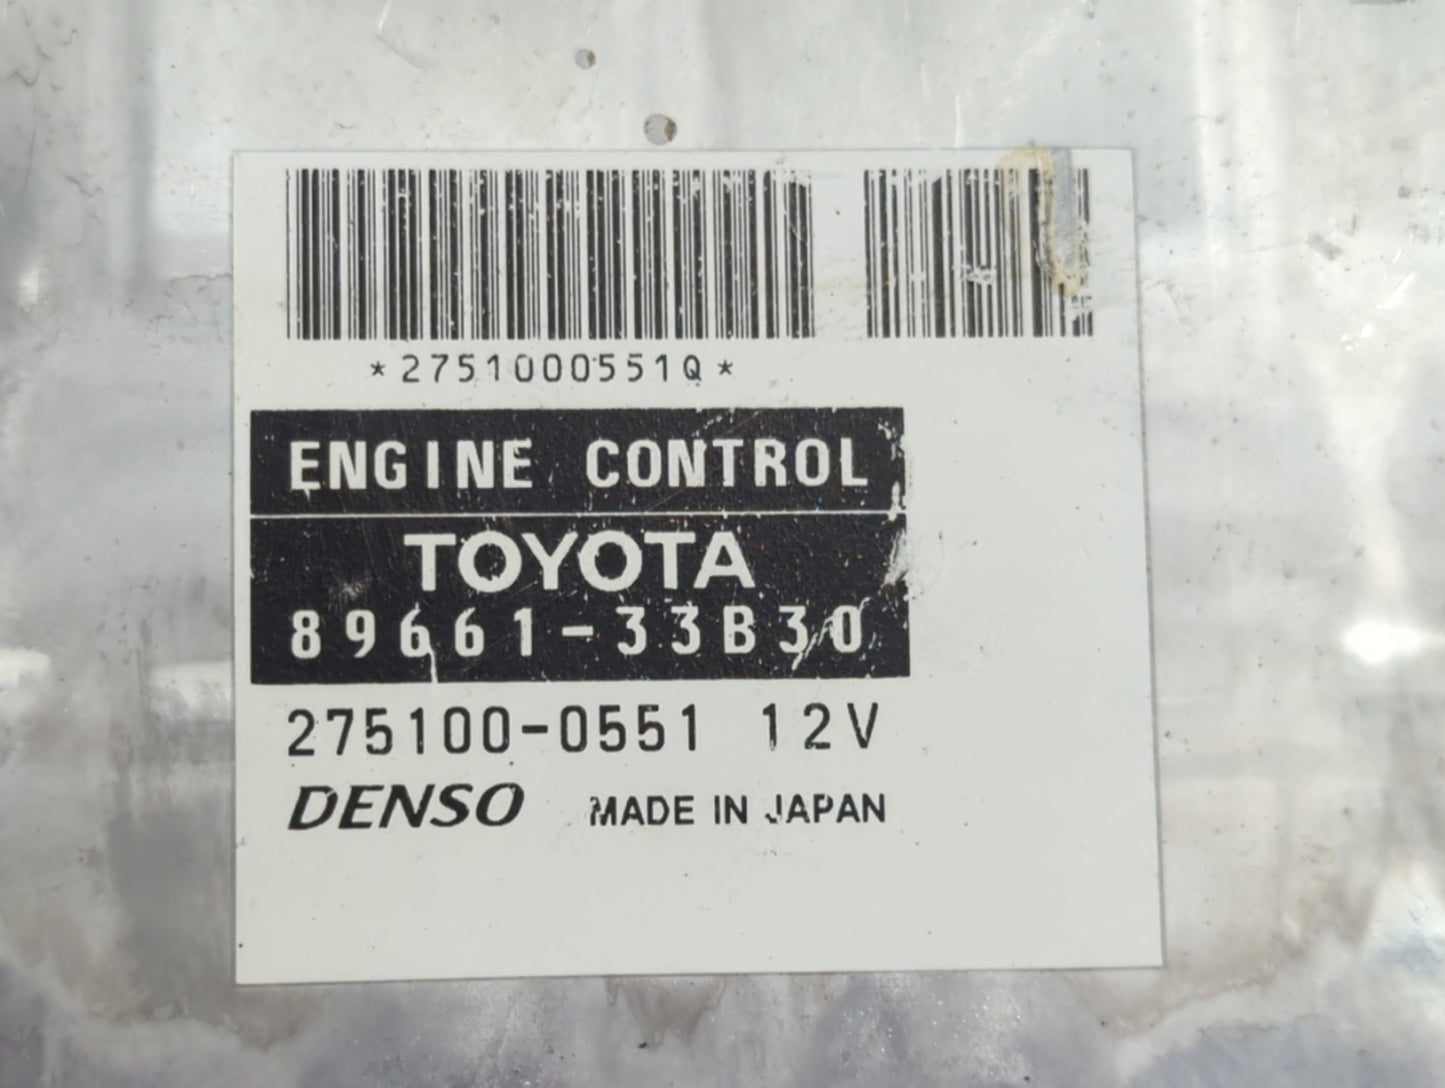 *2751000551Q*
ENGINE CONTROL
TOYOTA
89661-33B30
275100-0551 12V
DENSO MADE IN JAPAN